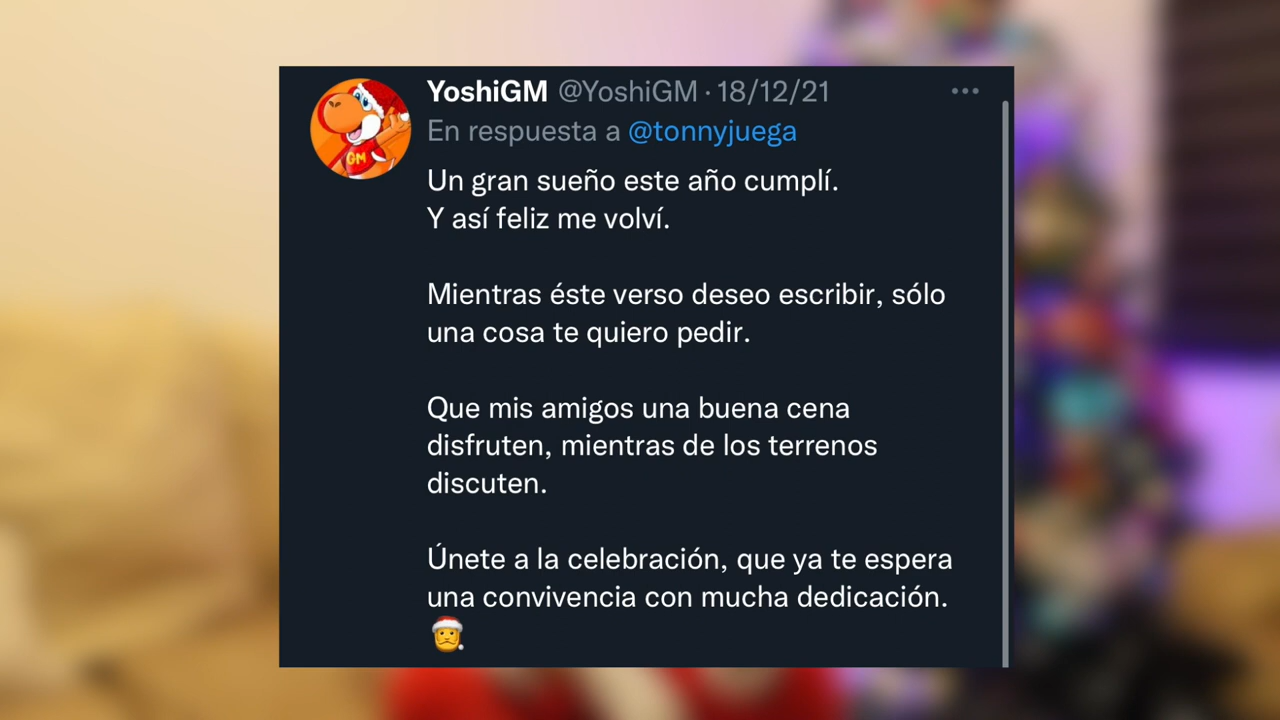 YoshiGM @YoshiGM · 18/12/21
En respuesta a @tonnyjuega
Un gran sueño este año cumplí.
Y así feliz me volví.
Mientras éste verso deseo escribir, sólo
una cosa te quiero pedir.
Que mis amigos una buena cena
disfruten, mientras de los terrenos
discuten.
Únete a la celebración, que ya te espera
una convivencia con mucha dedicación.
GM